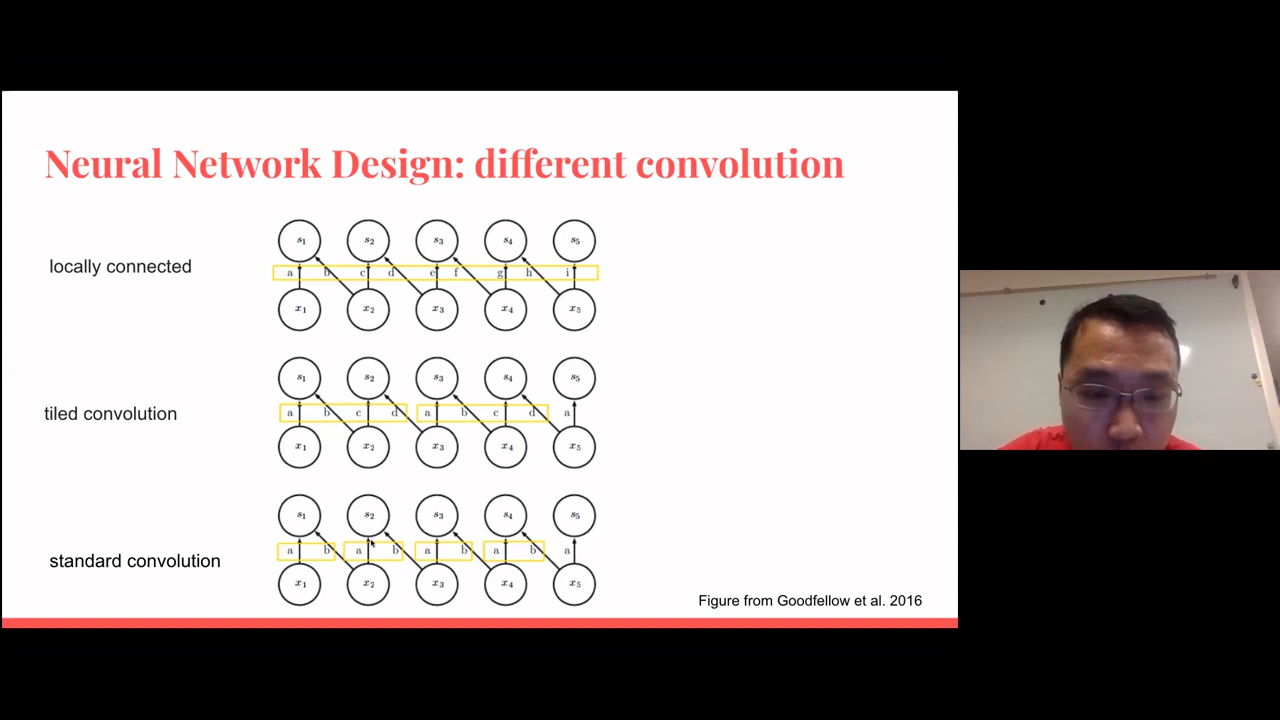 Neural Network Design: different convolution
s1 s2 s3 s4 s5
locally connected
a b c d e f g h i
x1 x2 x3 x4 x5
s1 s2 s3 s4 s5
tiled convolution
a b c d a b c d a
x1 x2 x3 x4 x5
s1 s2 s3 s4 s5
standard convolution
a b a b a b a b a
x1 x2 x3 x4 x5
Figure from Goodfellow et al. 2016